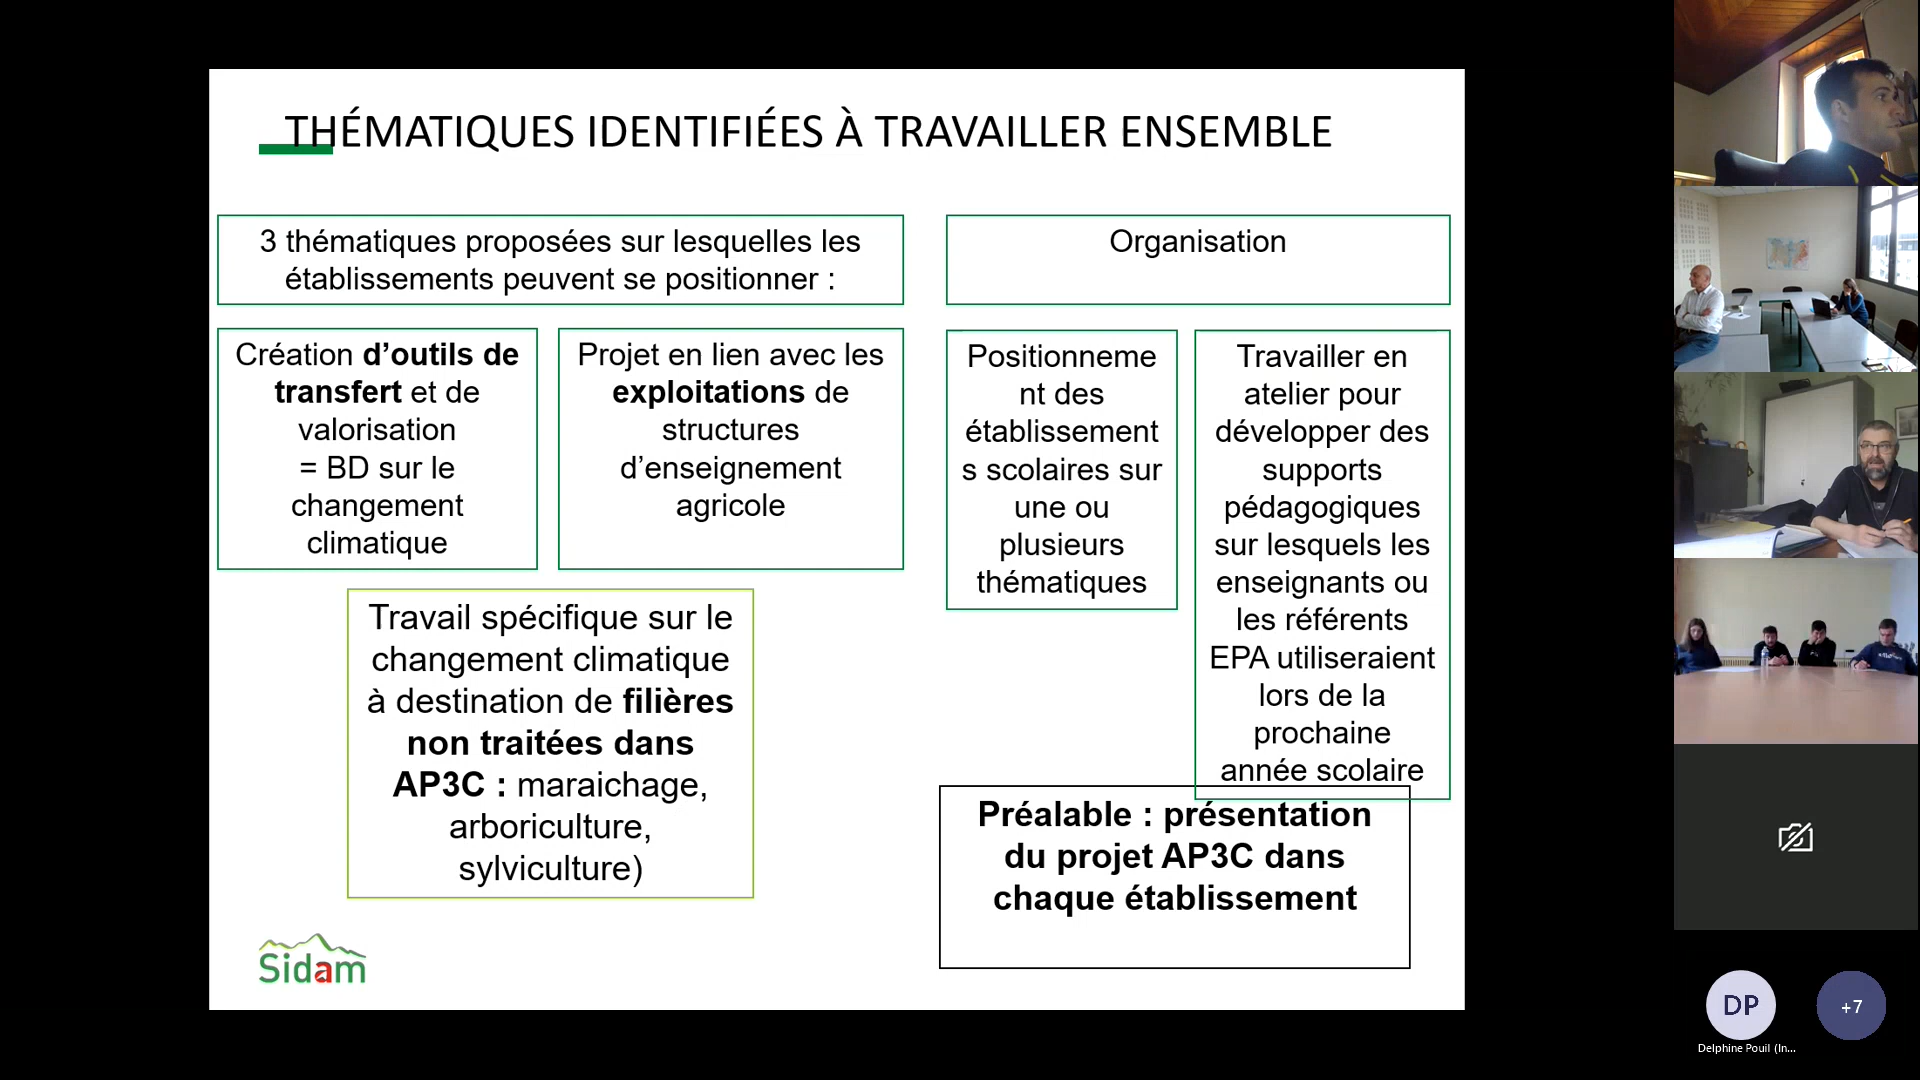 THÉMATIQUES IDENTIFIÉES À TRAVAILLER ENSEMBLE
3 thématiques proposées sur lesquelles les
établissements peuvent se positionner :
Création d’outils de
transfert et de
valorisation
= BD sur le
changement
climatique
Projet en lien avec les
exploitations de
structures
d’enseignement
agricole
Travail spécifique sur le
changement climatique
à destination de filières
non traitées dans
AP3C : maraichage,
arboriculture,
sylviculture)
Organisation
Positionneme
nt des
établissement
s scolaires sur
une ou
plusieurs
thématiques
Travailler en
atelier pour
développer des
supports
pédagogiques
sur lesquels les
enseignants ou
les référents
EPA utiliseraient
lors de la
prochaine
année scolaire
Préalable : présentation
du projet AP3C dans
chaque établissement
Sidam
DP
+7
Delphine Pouil (In...